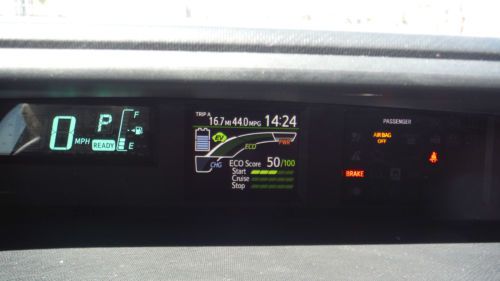 0 MPH
P
READY
F
E
TRIP A
16.7 MI 44.0 MPG 14:24
EV
ECO
PWR
CHG
ECO Score 50/100
Start
Cruise
Stop
PASSENGER
AIR BAG
OFF
BRAKE